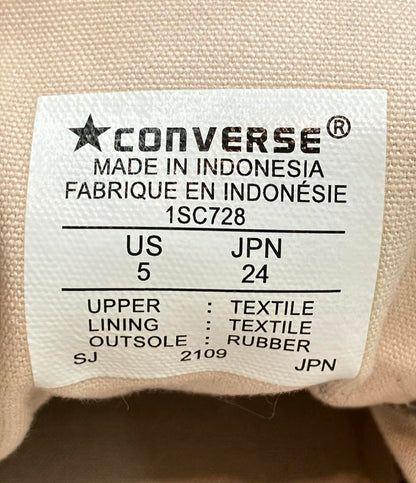 ★CONVERSE®
MADE IN INDONESIA
FABRIQUE EN INDONÉSIE
1SC728
US JPN
5 24
UPPER : TEXTILE
LINING : TEXTILE
OUTSOLE : RUBBER
SJ 2109 JPN